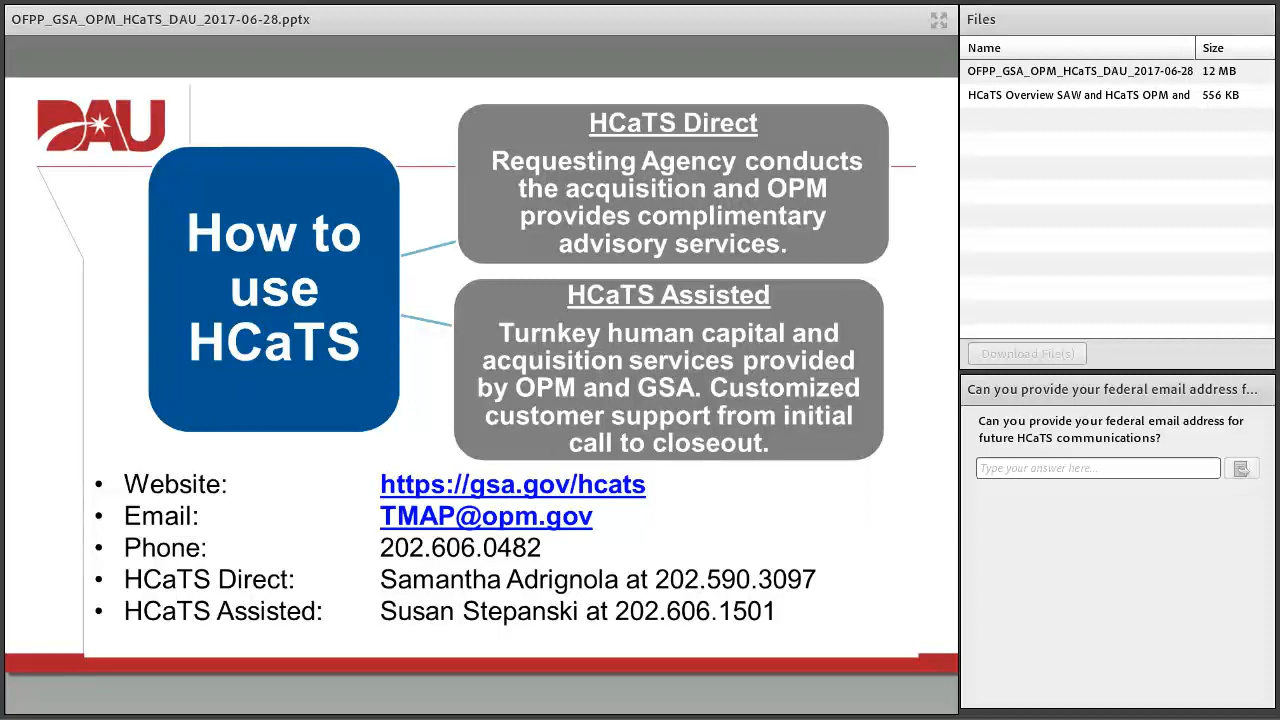 OFPP_GSA_OPM_HCaTS_DAU_2017-06-28.pptx
DAU
How to
use
HCaTS
HCaTS Direct
Requesting Agency conducts
the acquisition and OPM
provides complimentary
advisory services.
HCaTS Assisted
Turnkey human capital and
acquisition services provided
by OPM and GSA. Customized
customer support from initial
call to closeout.
• Website: https://gsa.gov/hcats
• Email: TMAP@opm.gov
• Phone: 202.606.0482
• HCaTS Direct: Samantha Adrignola at 202.590.3097
• HCaTS Assisted: Susan Stepanski at 202.606.1501
Files
Name Size
OFPP_GSA_OPM_HCaTS_DAU_2017-06-28 12 MB
HCaTS Overview SAW and HCaTS OPM and 556 KB
Download File(s)
Can you provide your federal email address f...
Can you provide your federal email address for
future HCaTS communications?
Type your answer here...